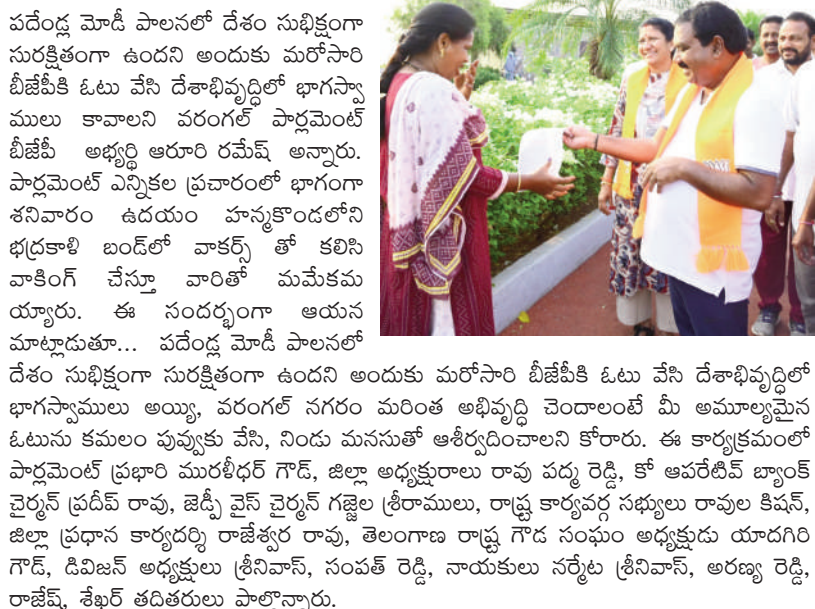 పదేండ్ల మోడీ పాలనలో దేశం సుభిక్షంగా
సురక్షితంగా ఉందని అందుకు మరోసారి
బీజేపీకి ఓటు వేసి దేశాభివృద్ధిలో భాగస్వా
ములు కావాలని వరంగల్ పార్లమెంట్
బీజేపీ అభ్యర్థి ఆరూరి రమేష్ అన్నారు.
పార్లమెంట్ ఎన్నికల ప్రచారంలో భాగంగా
శనివారం ఉదయం హన్మకొండలోని
భద్రకాళి బండ్‌లో వాకర్స్ తో కలిసి
వాకింగ్ చేస్తూ వారితో మమేకమ
య్యారు. ఈ సందర్భంగా ఆయన
మాట్లాడుతూ... పదేండ్ల మోడీ పాలనలో
దేశం సుభిక్షంగా సురక్షితంగా ఉందని అందుకు మరోసారి బీజేపీకి ఓటు వేసి దేశాభివృద్ధిలో
భాగస్వాములు అయ్యి, వరంగల్ నగరం మరింత అభివృద్ధి చెందాలంటే మీ అమూల్యమైన
ఓటును కమలం పువ్వుకు వేసి, నిండు మనసుతో ఆశీర్వదించాలని కోరారు. ఈ కార్యక్రమంలో
పార్లమెంట్ ప్రభారి మురళీధర్ గౌడ్, జిల్లా అధ్యక్షురాలు రావు పద్మ రెడ్డి, కో ఆపరేటివ్ బ్యాంక్
చైర్మన్ ప్రదీప్ రావు, జెడ్పీ వైస్ చైర్మన్ గజ్జెల శ్రీరాములు, రాష్ట్ర కార్యవర్గ సభ్యులు రావుల కిషన్,
జిల్లా ప్రధాన కార్యదర్శి రాజేశ్వర రావు, తెలంగాణ రాష్ట్ర గౌడ సంఘం అధ్యక్షుడు యాదగిరి
గౌడ్, డివిజన్ అధ్యక్షులు శ్రీనివాస్, సంపత్ రెడ్డి, నాయకులు నర్మేట శ్రీనివాస్, అరణ్య రెడ్డి,
రాజేష్, శేఖర్ తదితరులు పాల్గొన్నారు.